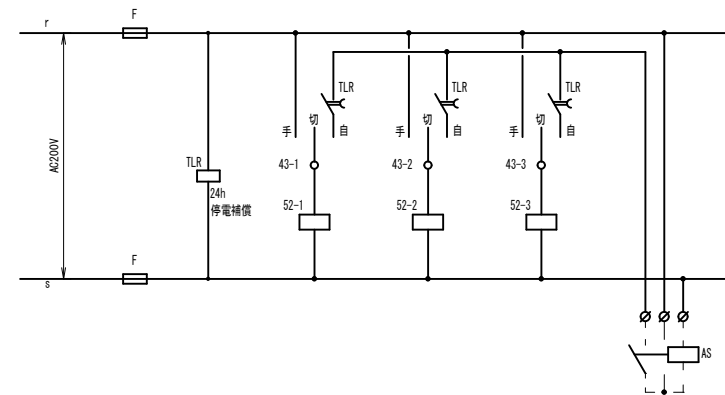 r
F
TLR
TLR
TLR
手
切
自
手
切
自
手
切
自
AC200V
TLR
24h
停電補償
43-1
43-2
43-3
52-1
52-2
52-3
F
s
AS